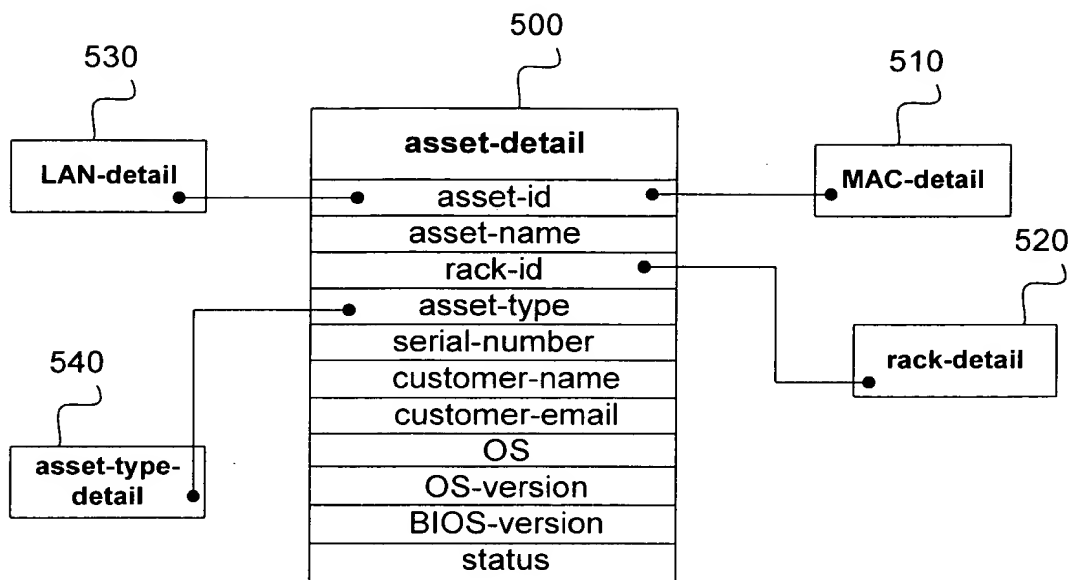 500
530
510
asset-detail
LAN-detail
MAC-detail
asset-id
asset-name
520
rack-id
asset-type
serial-number
rack-detail
540
customer-name
customer-email
OS
asset-type-
detail
OS-version
BIOS-version
status